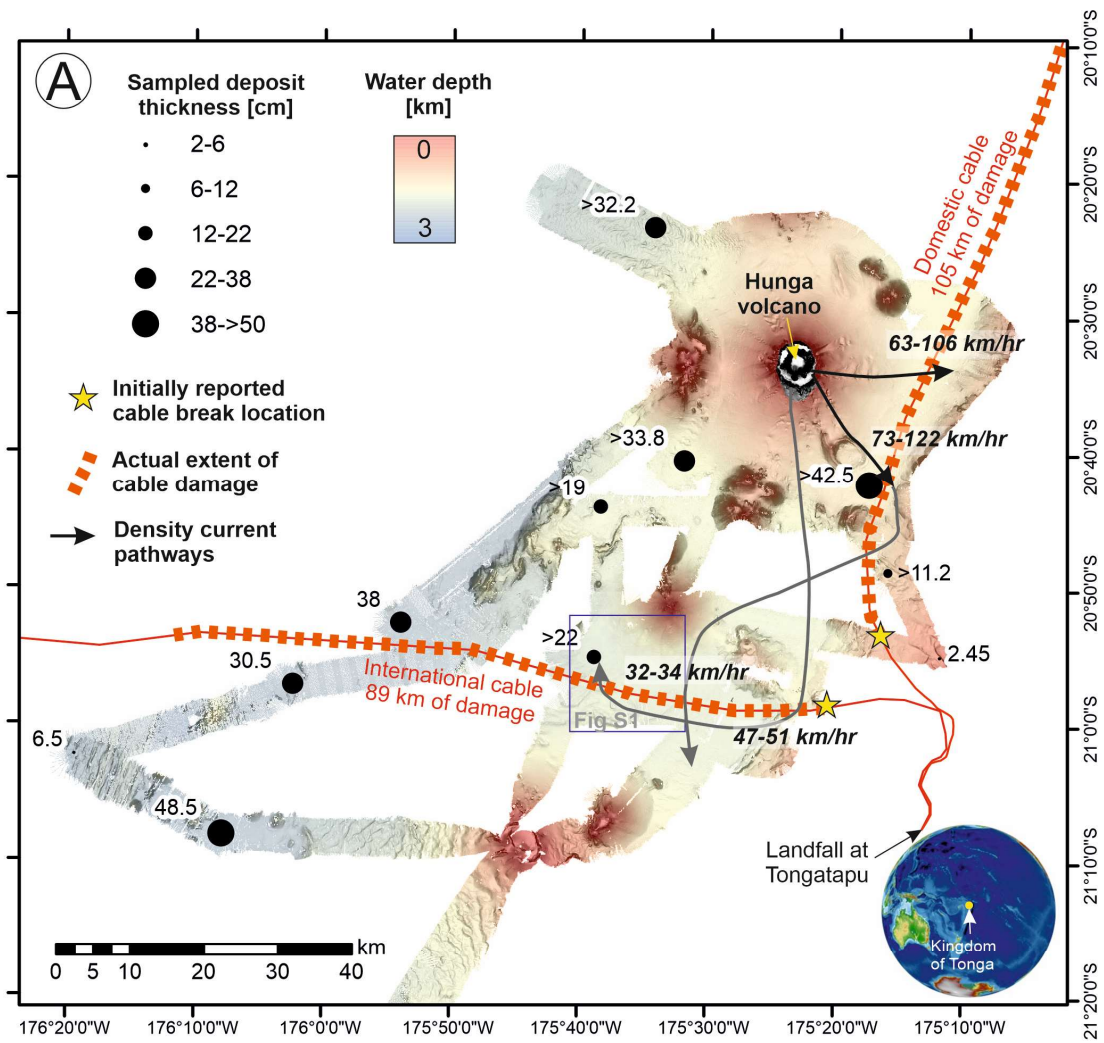 A
Sampled deposit
thickness [cm]
2-6
6-12
12-22
22-38
38->50
Water depth
[km]
0
3
Initially reported
cable break location
Actual extent of
cable damage
Density current
pathways
Domestic cable
105 km of damage
>32.2
Hunga
volcano
63-106 km/hr
73-122 km/hr
>33.8
>42.5
>19
>11.2
38
>22
2.45
30.5
32-34 km/hr
International cable
89 km of damage
Fig S1
47-51 km/hr
6.5
48.5
Landfall at
Tongatapu
Kingdom
of Tonga
km
0 5 10 20 30 40
20°10'0"S
20°20'0"S
20°30'0"S
20°40'0"S
20°50'0"S
21°0'0"S
21°10'0"S
21°20'0"S
176°20'0"W 176°10'0"W 176°0'0"W 175°50'0"W 175°40'0"W 175°30'0"W 175°20'0"W 175°10'0"W